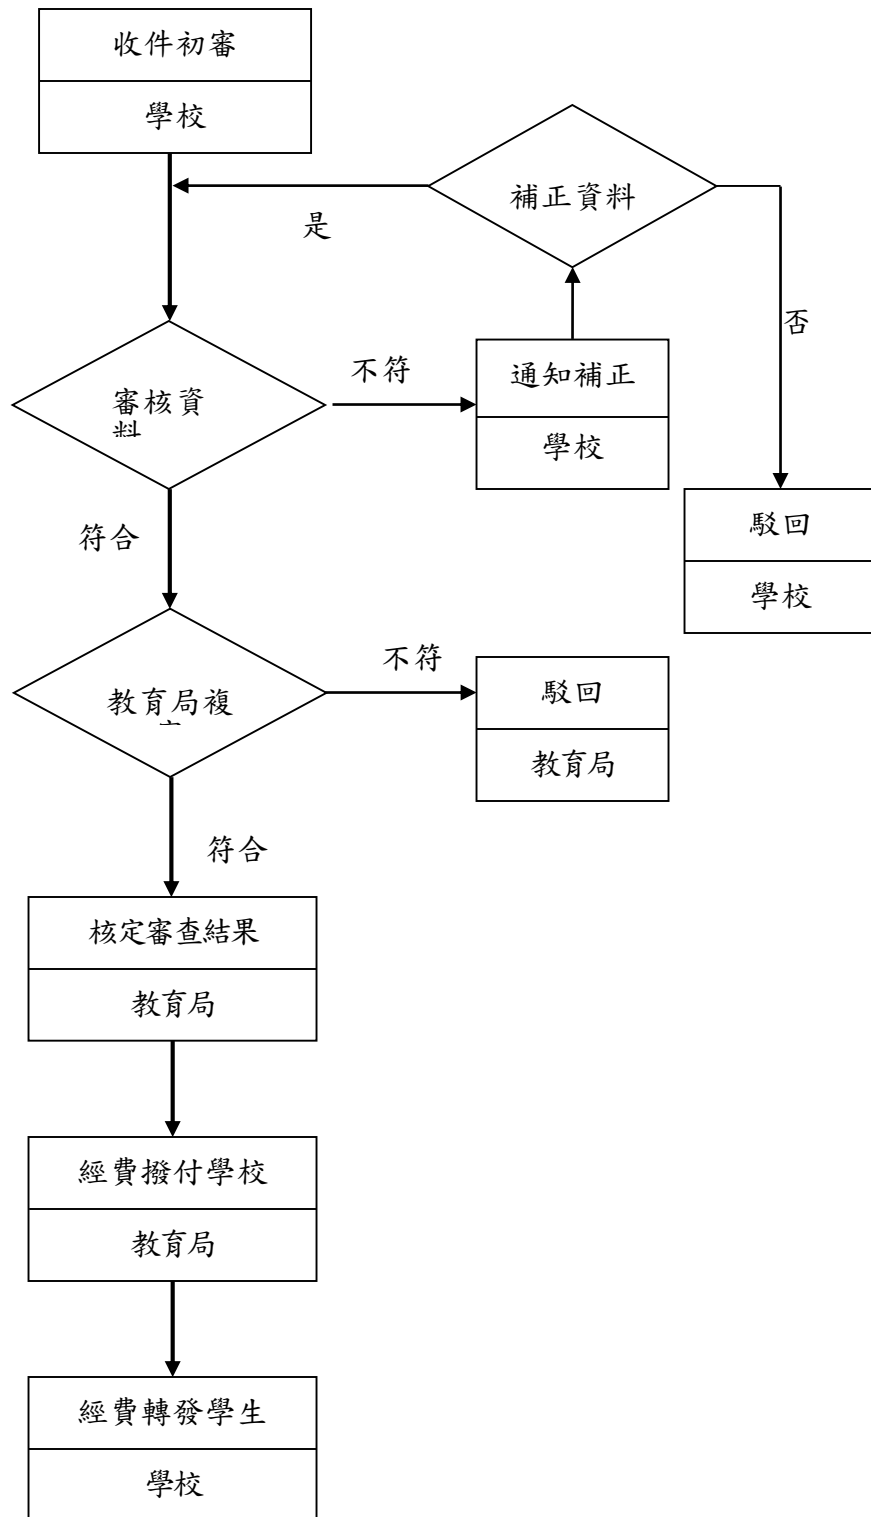 收件初審
學校
補正資料
是
否
不符
通知補正
學校
審核資
料
符合
駁回
學校
不符
教育局複
駁回
教育局
符合
核定審查結果
教育局
經費撥付學校
教育局
經費轉發學生
學校